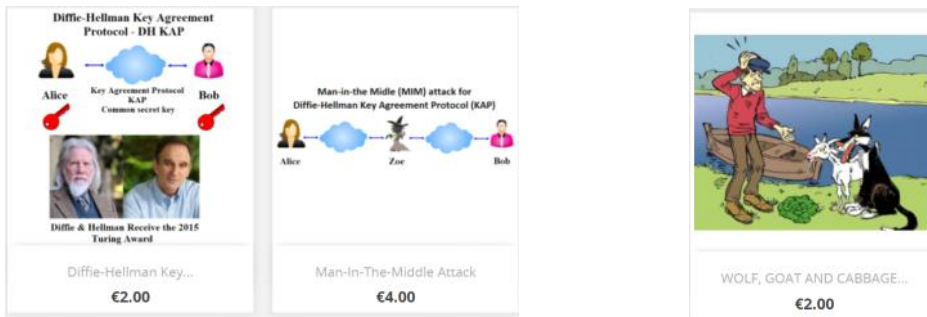 Diffie-Hellman Key Agreement
Protocol - DH KAP
Alice
Key Agreement Protocol
KAP
Common secret key
Bob
Diffie & Hellman Receive the 2015
Turing Award
Diffie-Hellman Key...
€2.00
Man-in-the Midle (MIM) attack for
Diffie-Hellman Key Agreement Protocol (KAP)
Alice
Zoe
Bob
Man-In-The-Middle Attack
€4.00
WOLF, GOAT AND CABBAGE...
€2.00